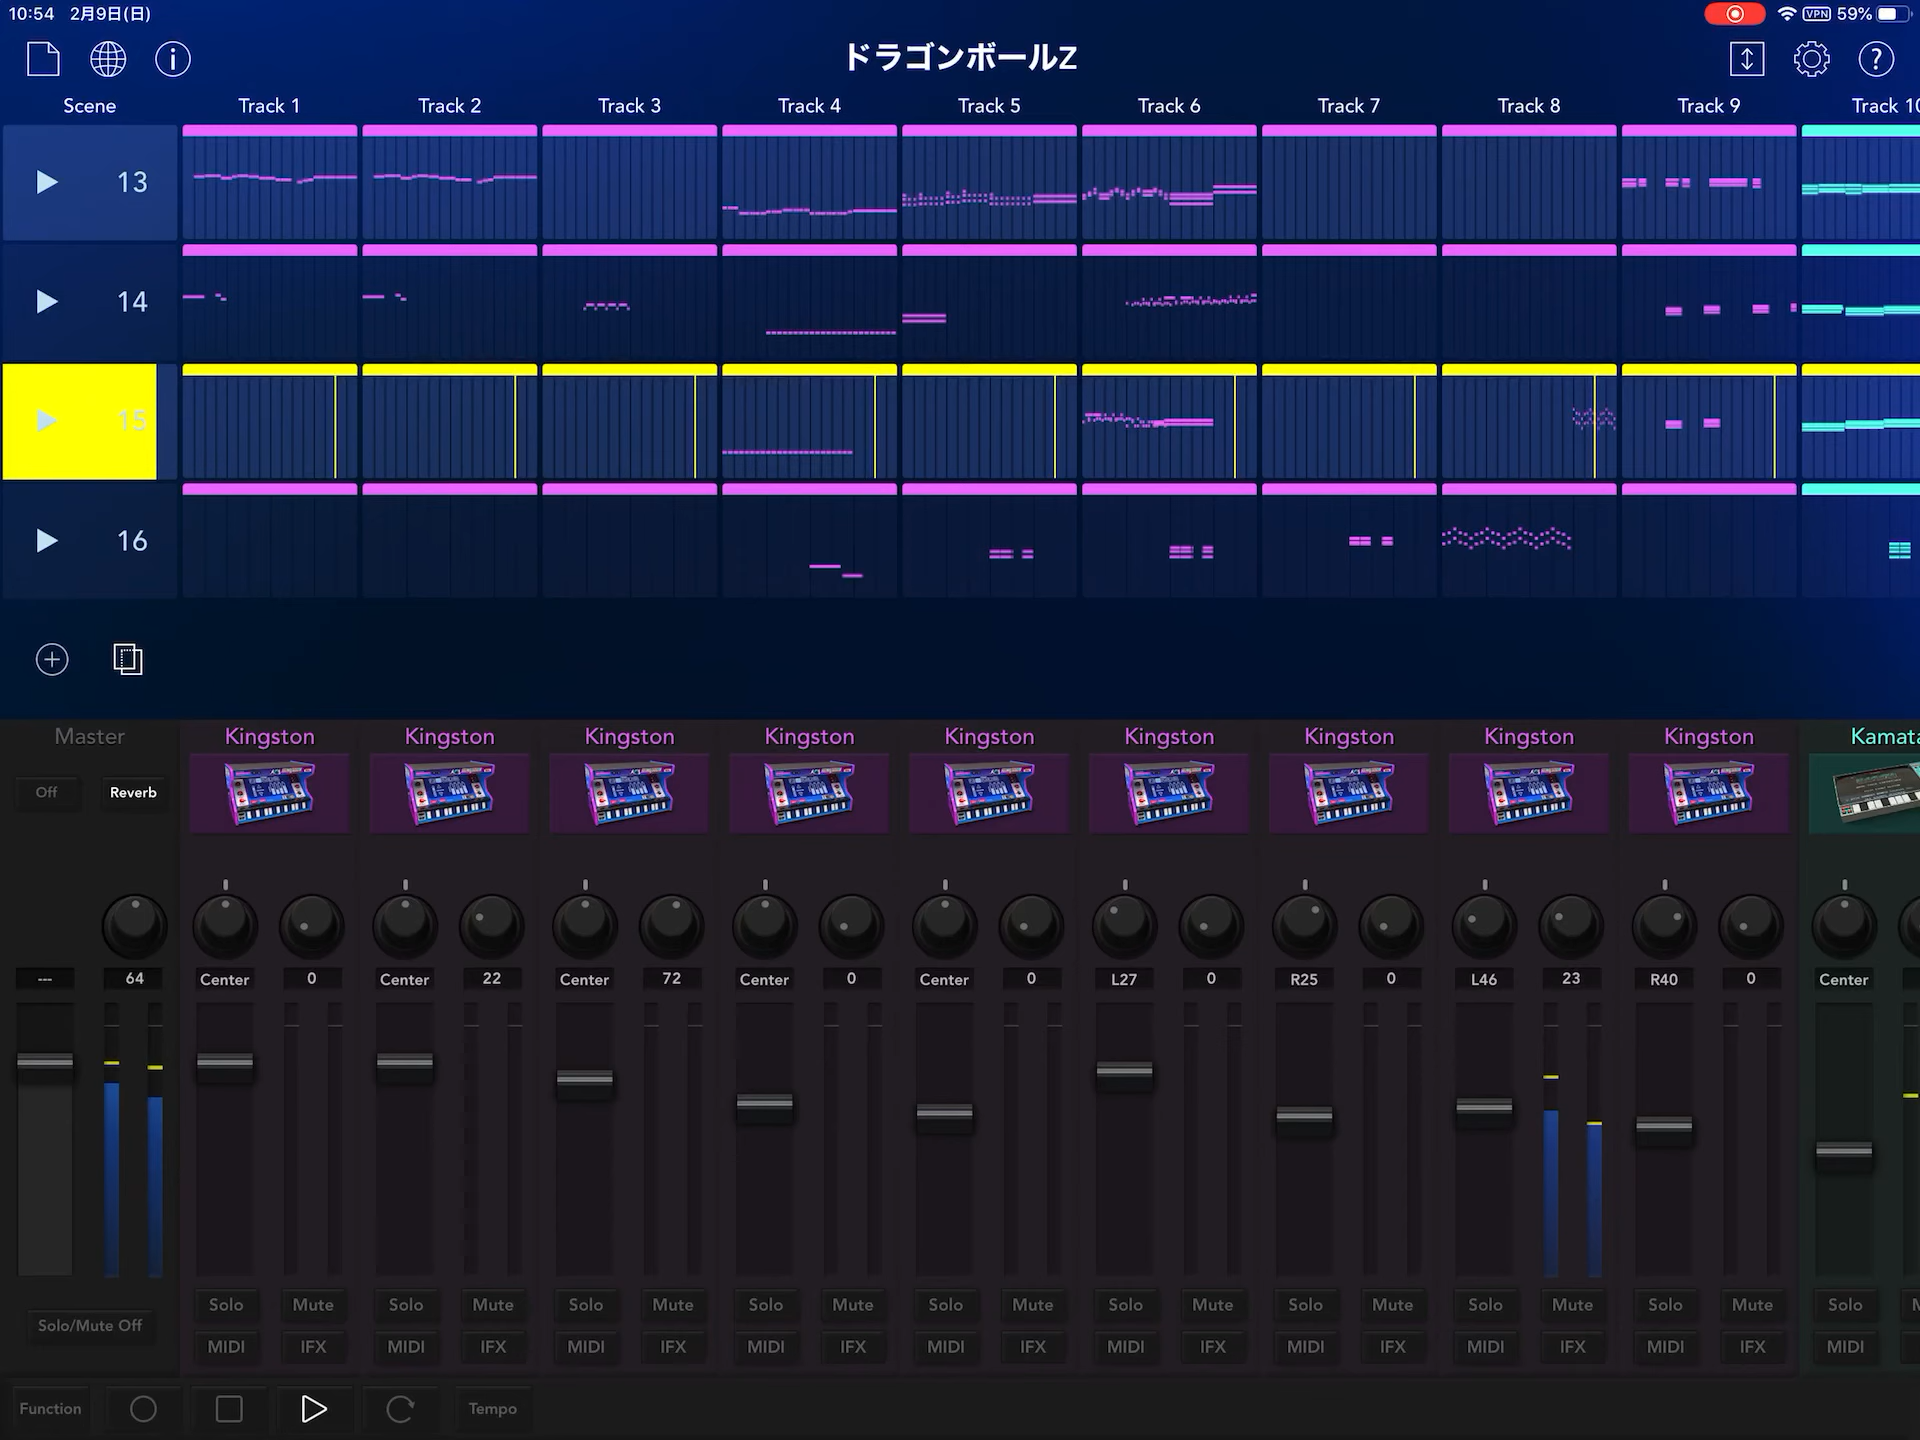 10:54 2月9日(日) VPN 59%
ドラゴンボールZ
Scene Track 1 Track 2 Track 3 Track 4 Track 5 Track 6 Track 7 Track 8 Track 9 Track 10
13
14
15
16
Master Kingston Kingston Kingston Kingston Kingston Kingston Kingston Kingston Kingston Kamata
Off Reverb
--- 64 Center 0 Center 22 Center 72 Center 0 Center 0 L27 0 R25 0 L46 23 R40 0 Center
Solo Mute Solo Mute Solo Mute Solo Mute Solo Mute Solo Mute Solo Mute Solo Mute Solo Mute Solo M
Solo/Mute Off
MIDI IFX MIDI IFX MIDI IFX MIDI IFX MIDI IFX MIDI IFX MIDI IFX MIDI IFX MIDI IFX MIDI
Function Tempo